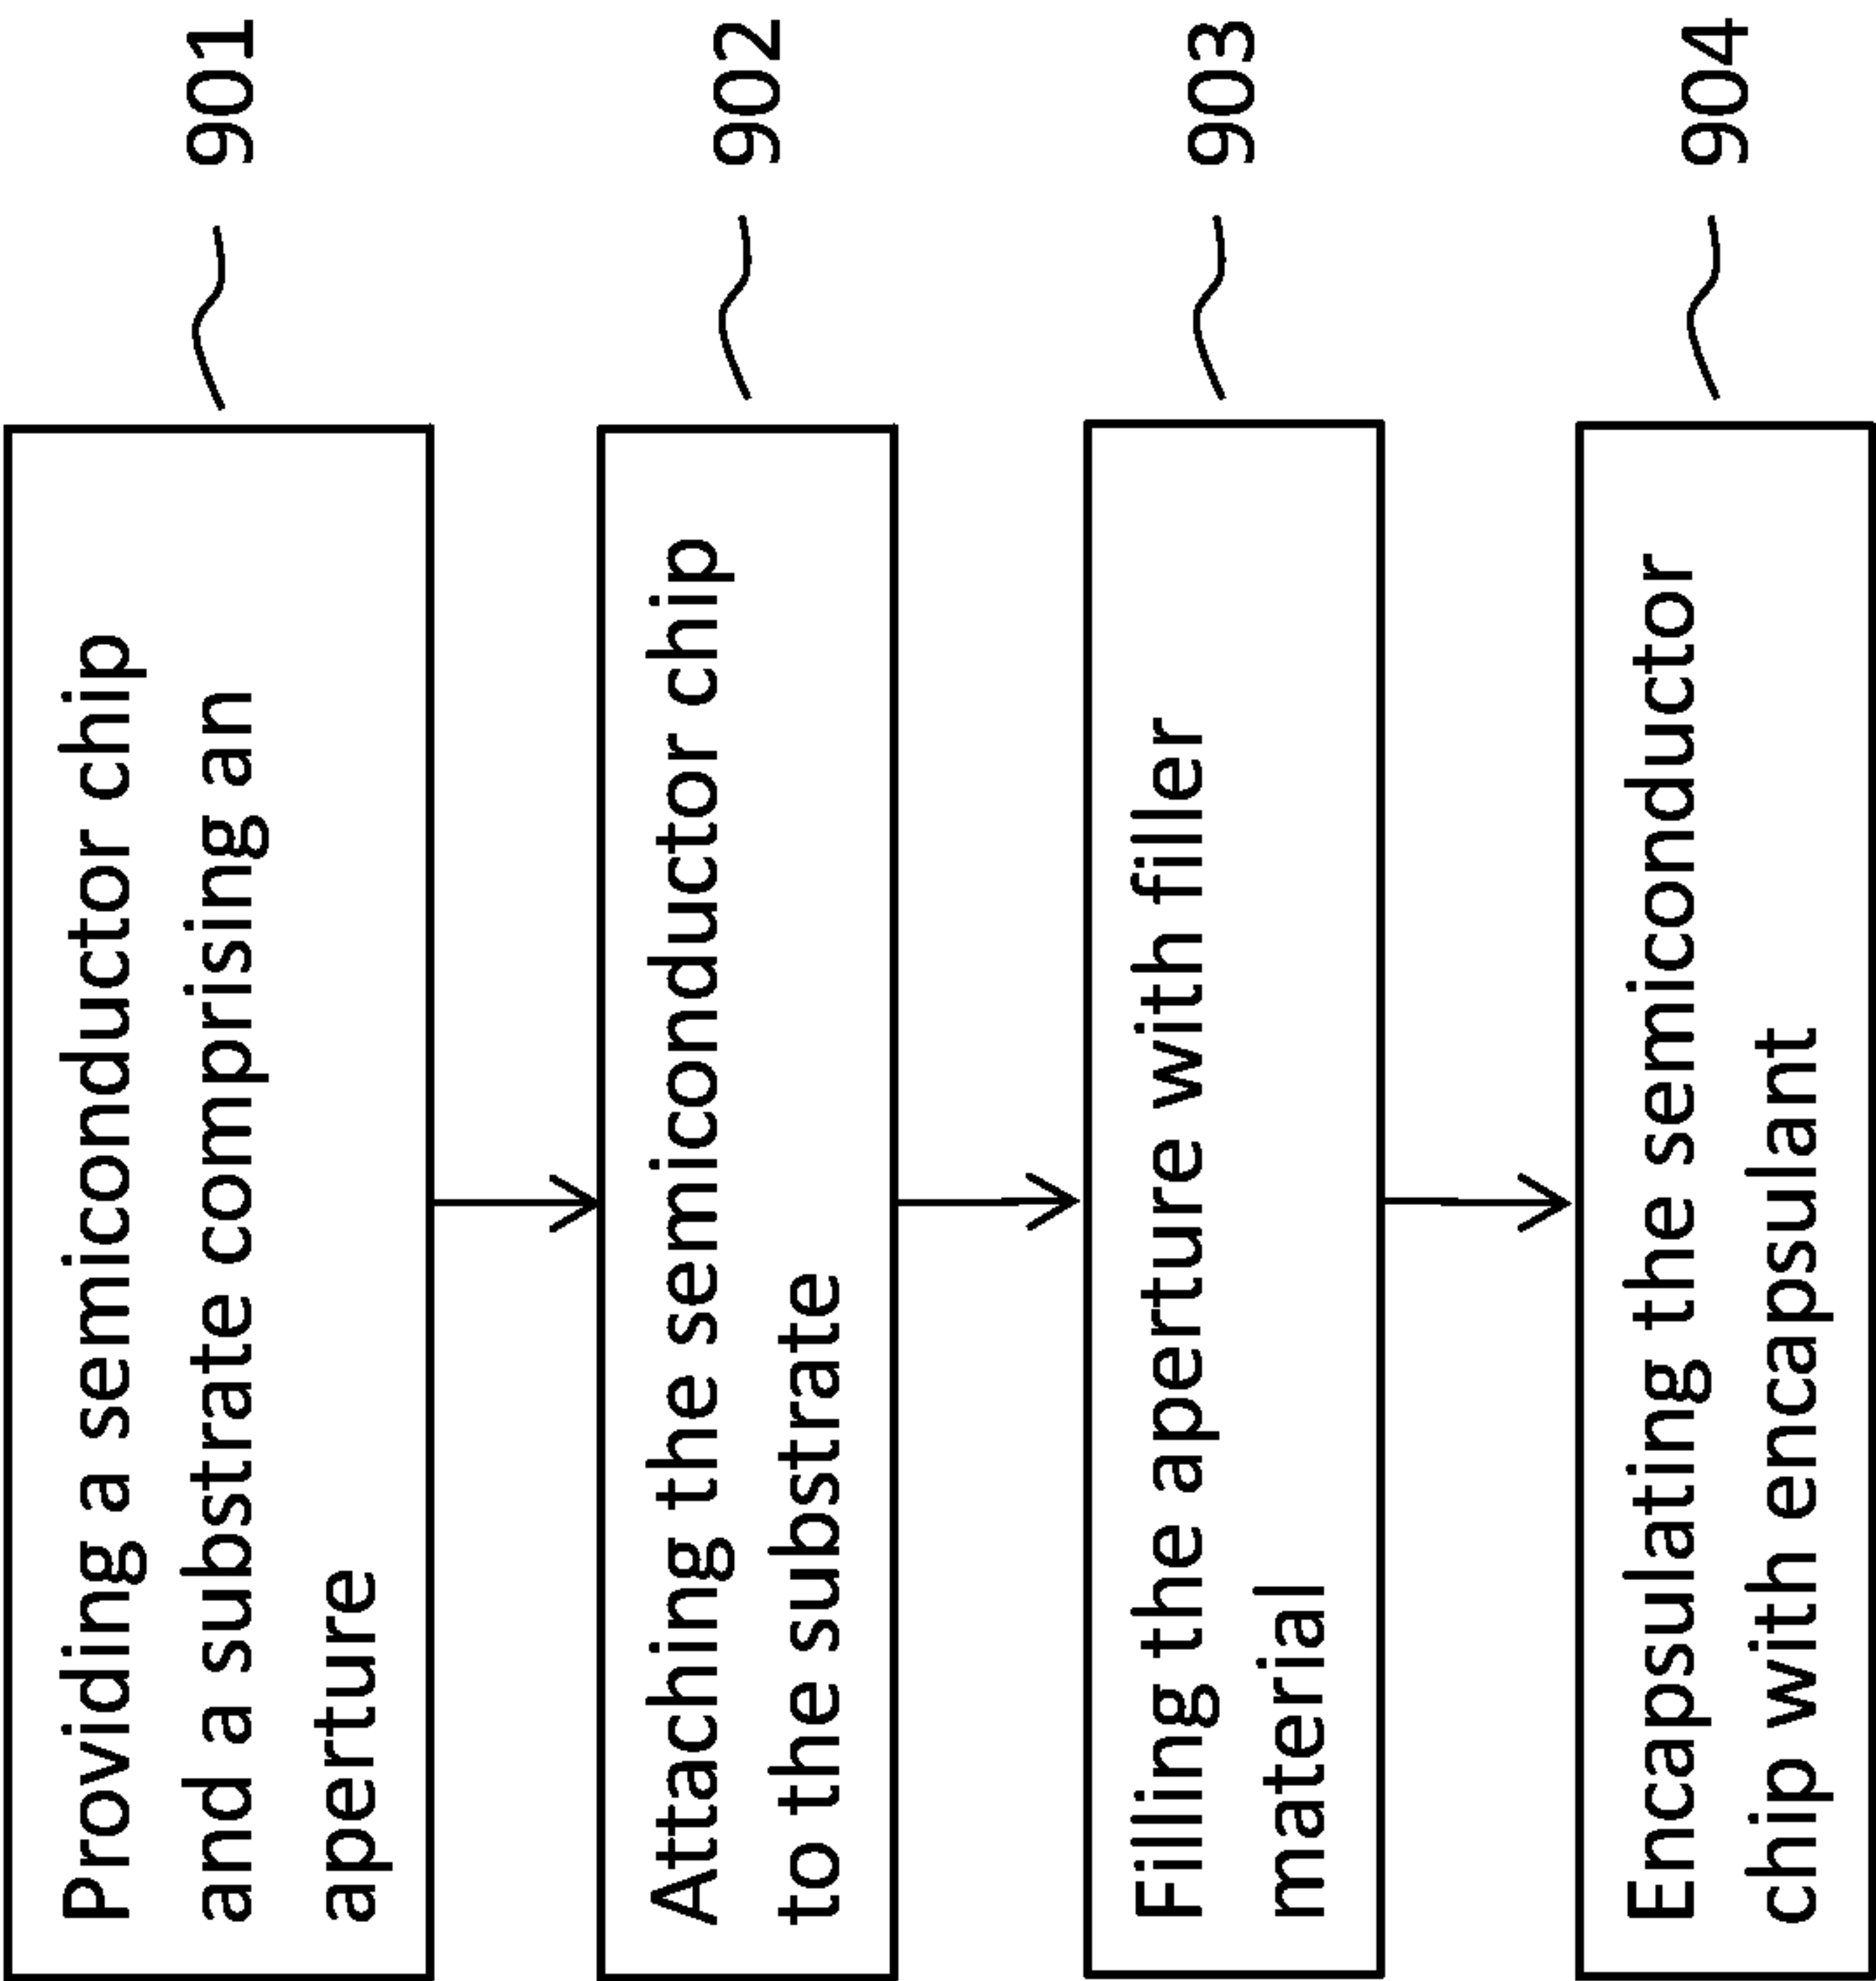 Providing a semiconductor chip
and a substrate comprising an
aperture
901
Attaching the semiconductor chip
to the substrate
902
Filling the aperture with filler
material
903
Encapsulating the semiconductor
chip with encapsulant
904